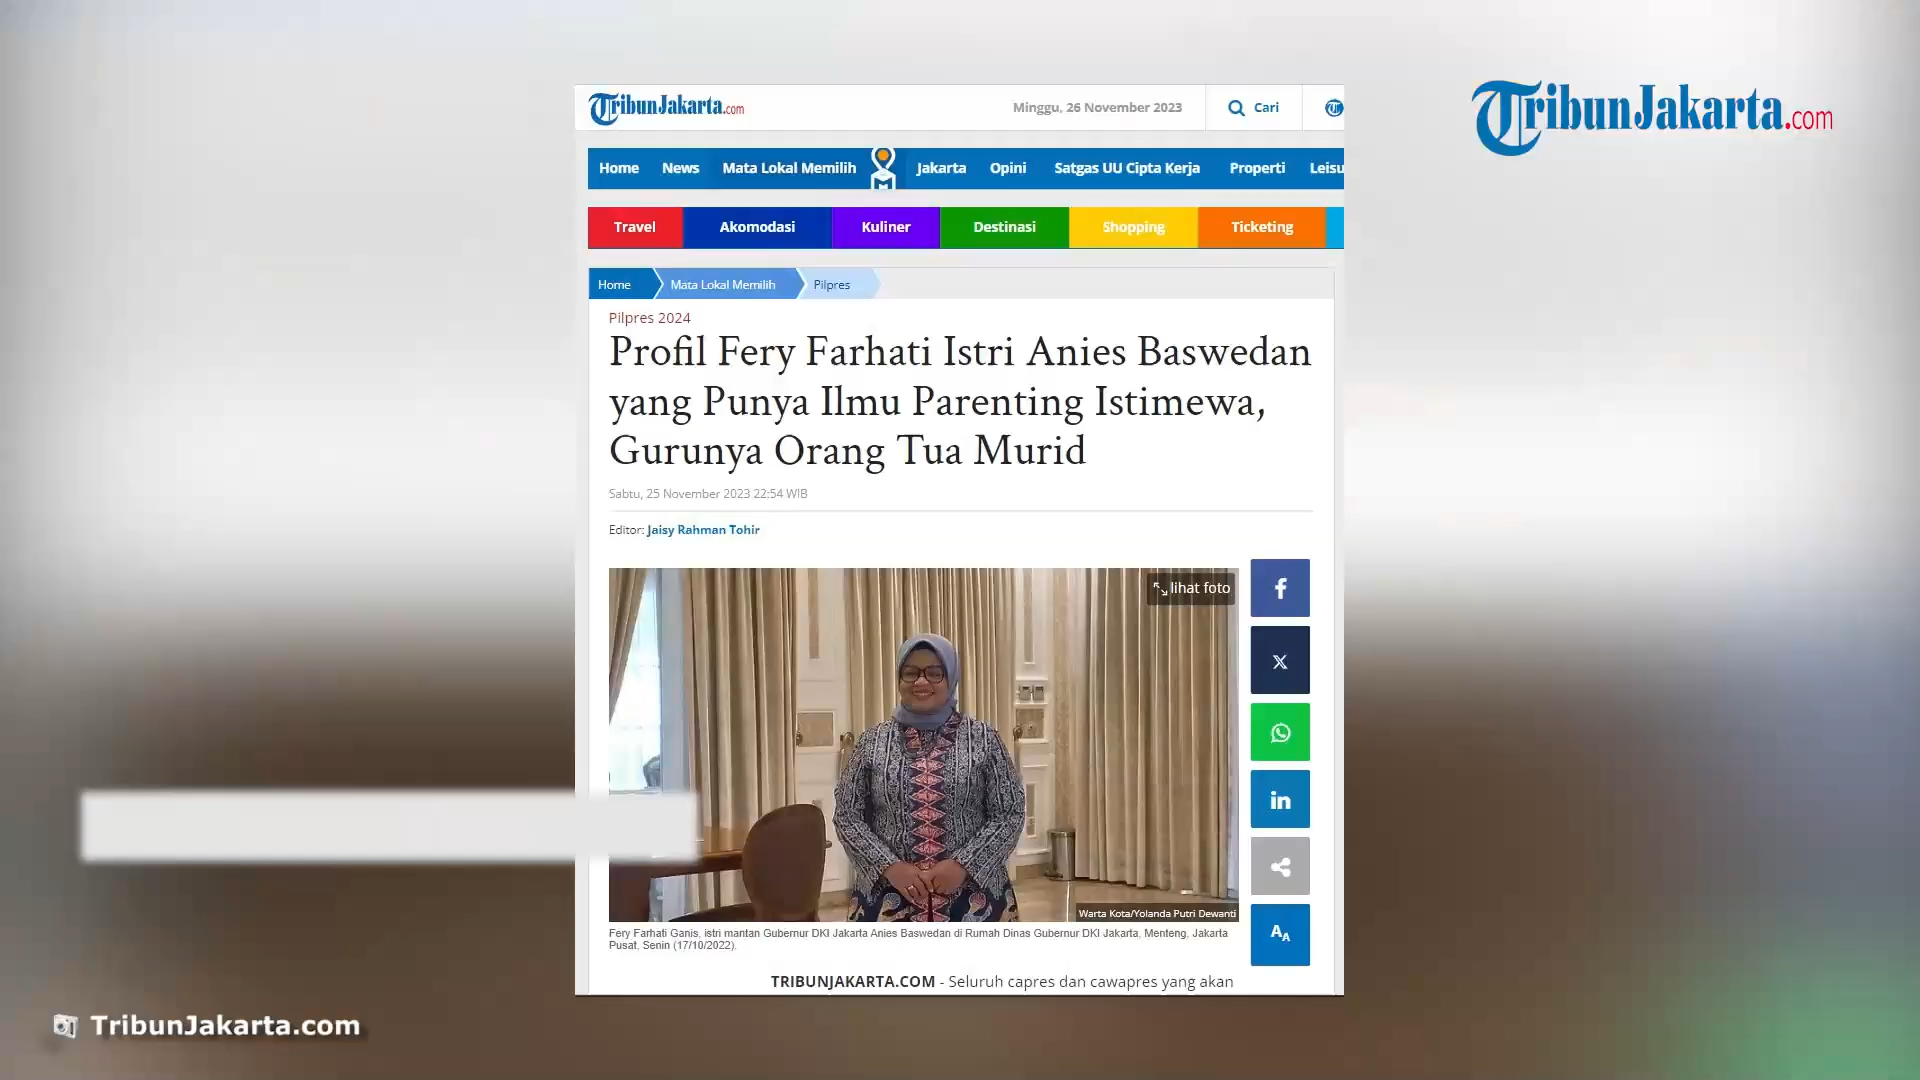 TribunJakarta.com
Minggu, 26 November 2023
Cari
TribunJakarta.com
Home News Mata Lokal Memilih Jakarta Opini Satgas UU Cipta Kerja Properti Leisu
Travel Akomodasi Kuliner Destinasi Shopping Ticketing
Home Mata Lokal Memilih Pilpres
Pilpres 2024
Profil Fery Farhati Istri Anies Baswedan
yang Punya Ilmu Parenting Istimewa,
Gurunya Orang Tua Murid
Sabtu, 25 November 2023 22:54 WIB
Editor: Jaisy Rahman Tohir
lihat foto
Warta Kota/Yolanda Putri Dewanti
Fery Farhati Ganis, istri mantan Gubernur DKI Jakarta Anies Baswedan di Rumah Dinas Gubernur DKI Jakarta, Menteng, Jakarta
Pusat, Senin (17/10/2022).
AA
TRIBUNJAKARTA.COM - Seluruh capres dan cawapres yang akan
TribunJakarta.com